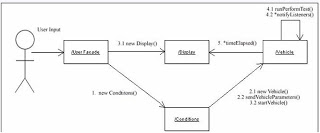 4.1 runPerformTest()
4.2 *notifyListeners()
User Input
3.1 new Display()
5. *timeElapsed()
/UserFacade
/Display
/Vehicle
1. new Conditions()
2.1 new Vehicle()
2.2 sendVehicleParameters()
3.2 startVehicle()
/Conditions